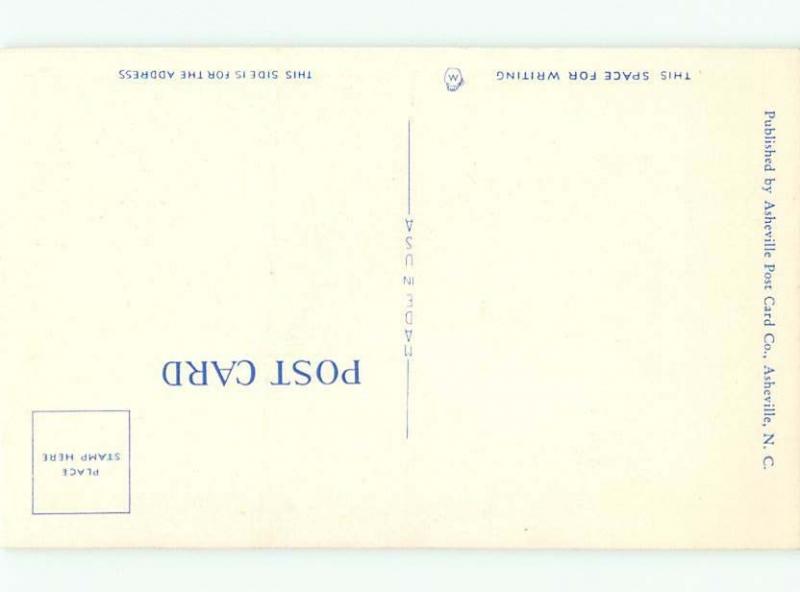 THIS SPACE FOR WRITING
W
THIS SIDE IS FOR THE ADDRESS
POST CARD
PLACE
STAMP HERE
MADE IN USA
Published by Asheville Post Card Co., Asheville, N. C.